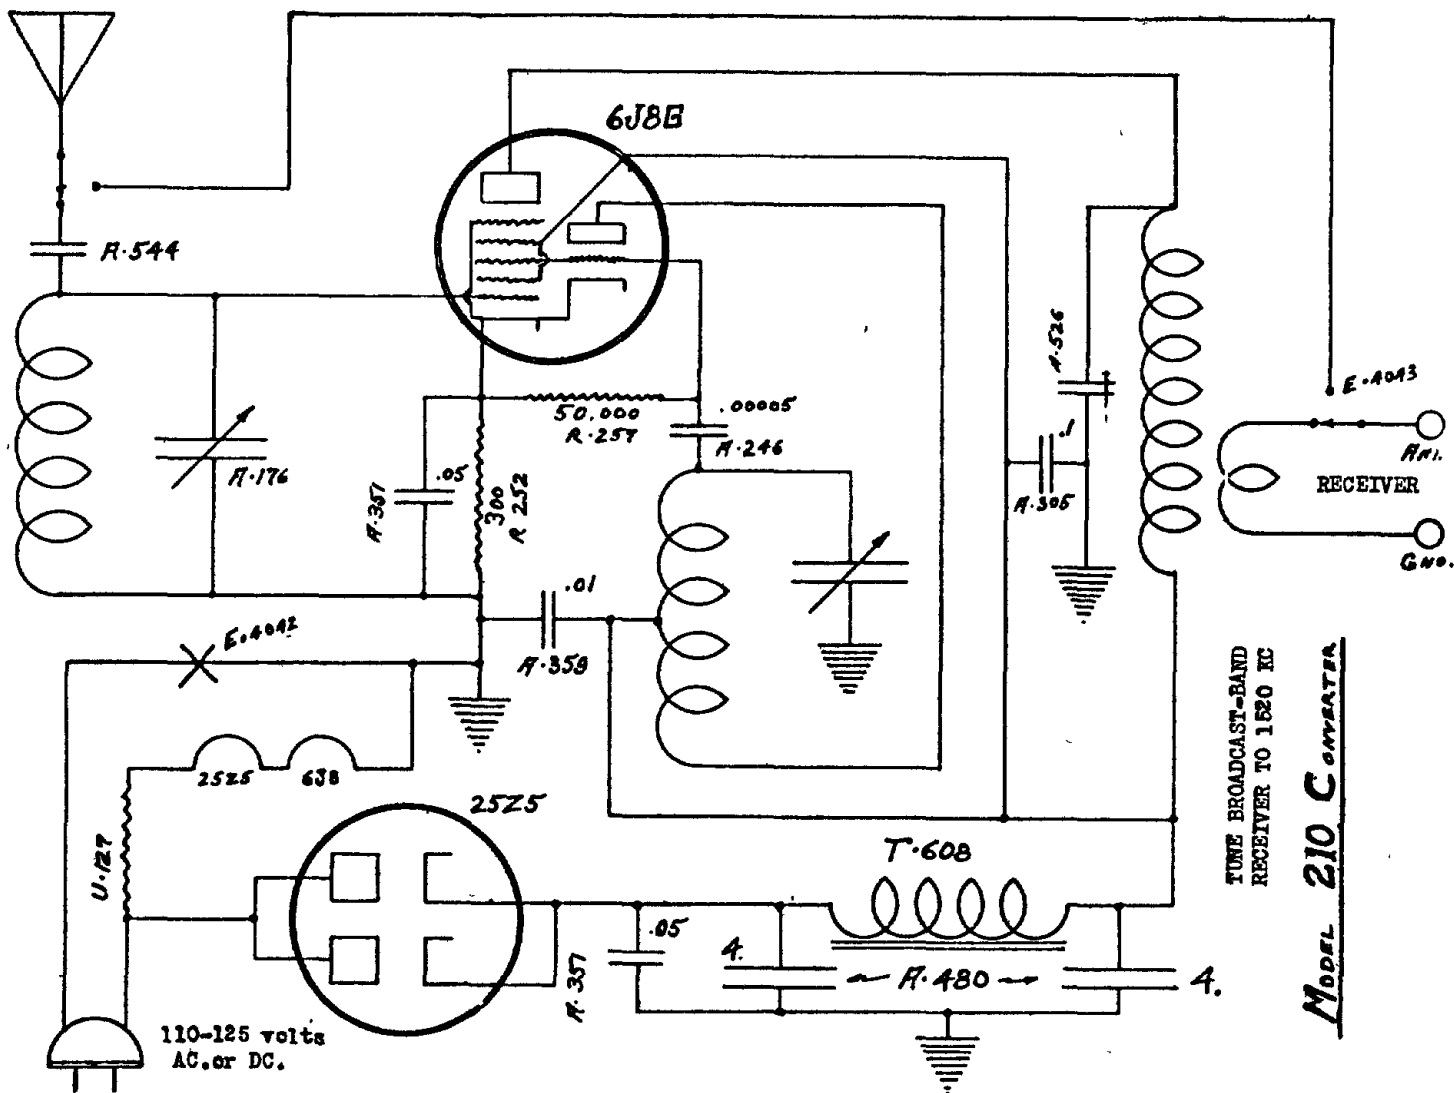 6J8G
A·544
E·4043
A·526
.00005
50.000
R·257
A·246
.1
ANT.
A·176
.05
A·357
300
R 252
A·305
RECEIVER
GND.
.01
E·4042
A·358
TUNE BROADCAST-BAND
RECEIVER TO 1520 KC
MODEL 210 CONVERTER
25Z5
6J8
25Z5
U·127
T·608
.05
A·357
4.
A·480
4.
110-125 volts
AC.or DC.